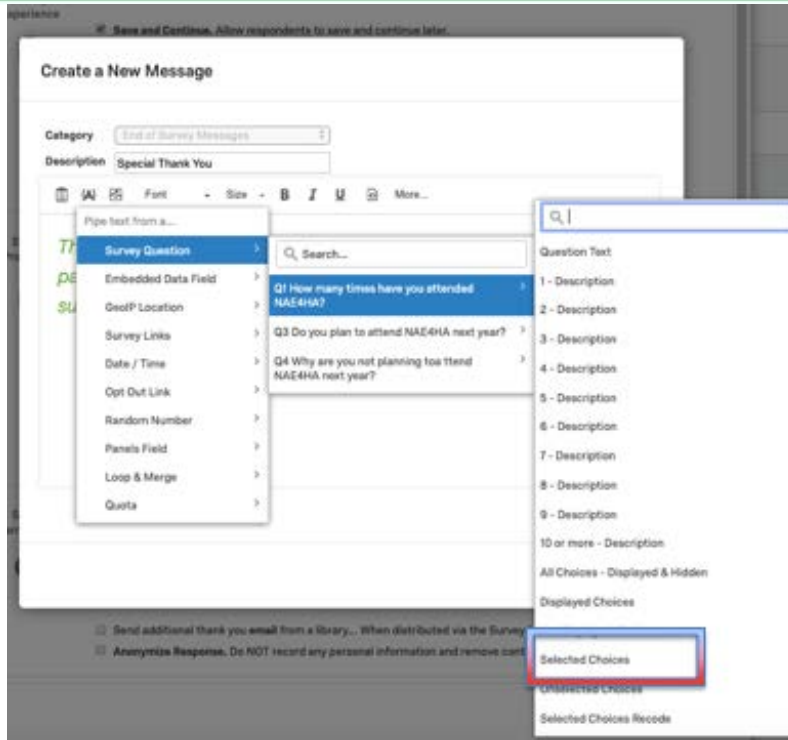 perience
Save and Continue. Allow respondents to save and continue later.
Create a New Message
Category End of Survey Messages
Description Special Thank You
Font Size B I U More...
Pipe text from a...
Th
pa
su
Survey Question
Embedded Data Field
GeoIP Location
Survey Links
Date / Time
Opt Out Link
Random Number
Panels Field
Loop & Merge
Quota
Search...
Q1 How many times have you attended
NAE4HA?
Q3 Do you plan to attend NAE4HA next year?
Q4 Why are you not planning toa ttend
NAE4HA next year?
Question Text
1 - Description
2 - Description
3 - Description
4 - Description
5 - Description
6 - Description
7 - Description
8 - Description
9 - Description
10 or more - Description
All Choices - Displayed & Hidden
Displayed Choices
Selected Choices
Unselected Choices
Selected Choices Recode
Send additional thank you email from a library... When distributed via the Survey
Anonymize Response. Do NOT record any personal information and remove cont